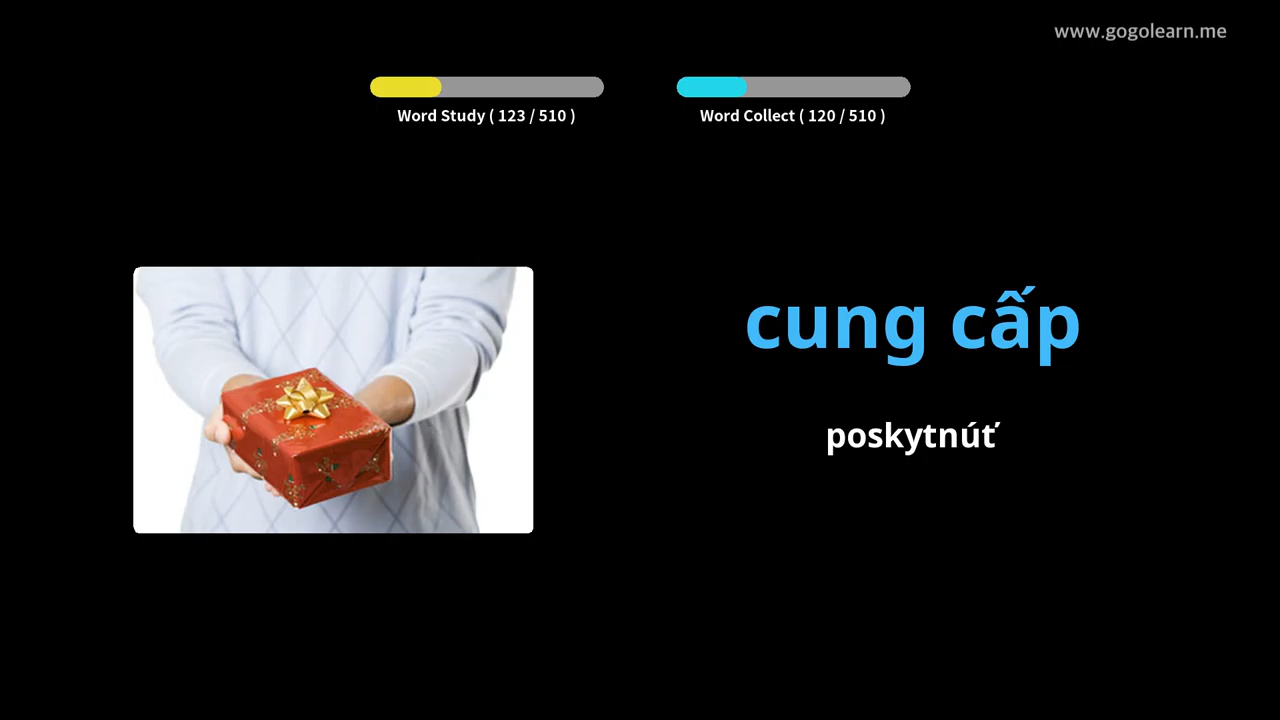 www.gogolearn.me
Word Study ( 123 / 510 )
Word Collect ( 120 / 510 )
cung cấp
poskytnúť